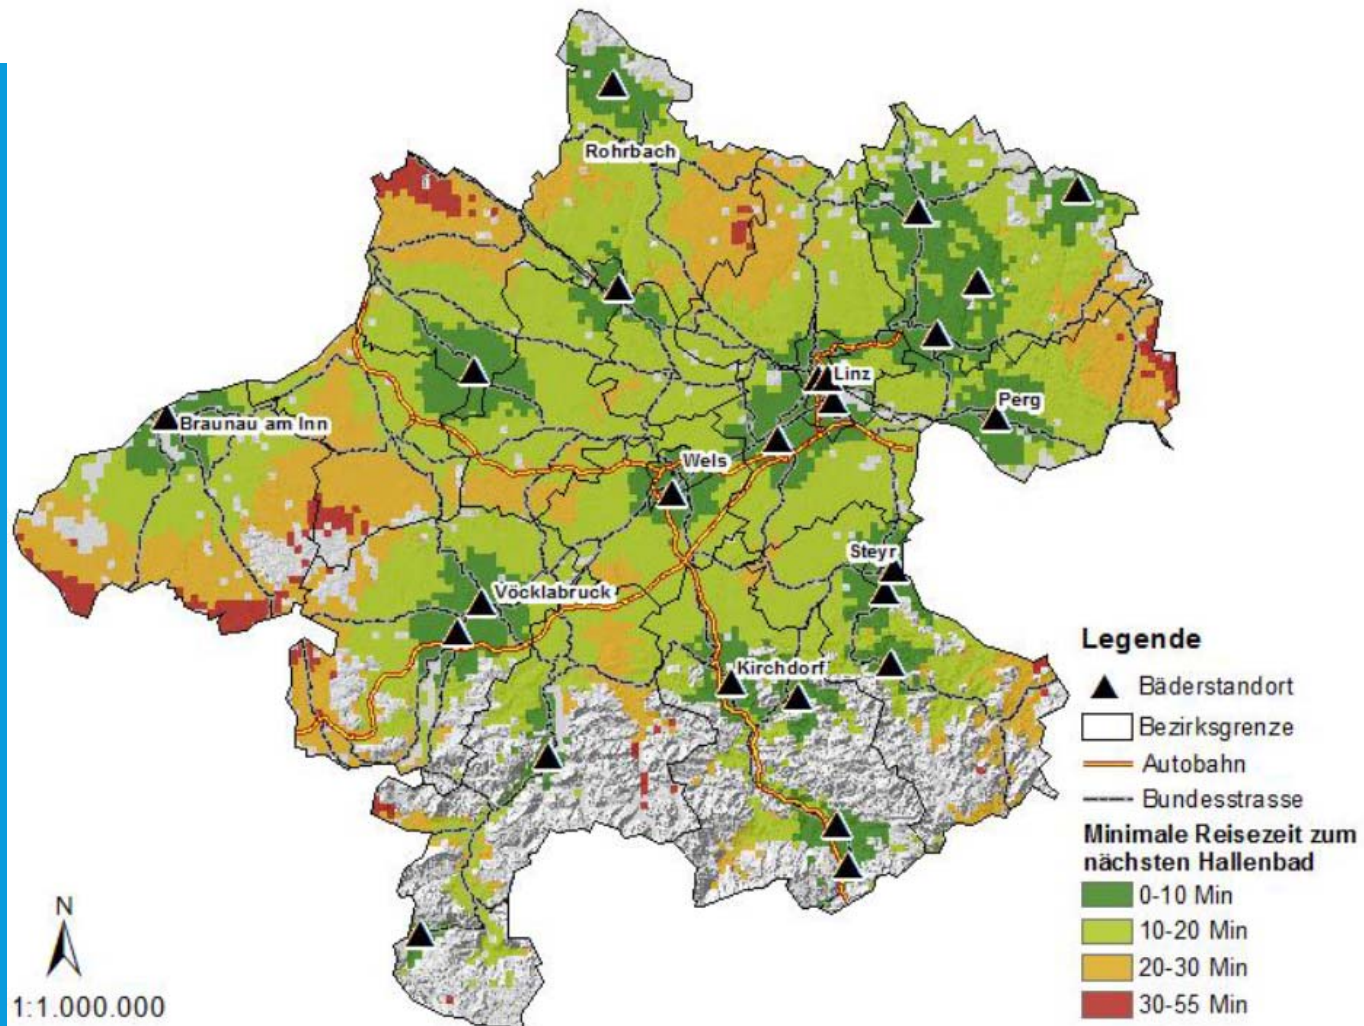 Rohrbach
Linz
Perg
Braunau am Inn
Wels
Steyr
Vöcklabruck
Kirchdorf
Legende
Bäderstandort
Bezirksgrenze
Autobahn
Bundesstrasse
Minimale Reisezeit zum
nächsten Hallenbad
0-10 Min
10-20 Min
20-30 Min
30-55 Min
N
1:1.000.000